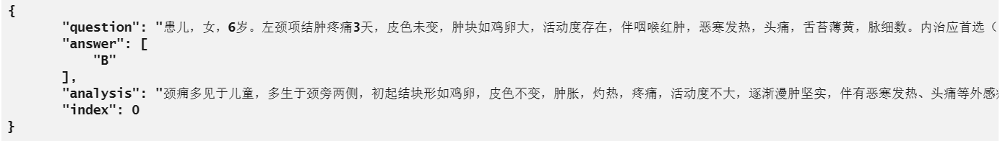 {
"question": "患儿，女，6岁。左颈项结肿疼痛3天，皮色未变，肿块如鸡卵大，活动度存在，伴咽喉红肿，恶寒发热，头痛，舌苔薄黄，脉细数。内治应首选（
"answer": [
"B"
],
"analysis": "颈痈多见于儿童，多生于颈旁两侧，初起结块形如鸡卵，皮色不变，肿胀，灼热，疼痛，活动度不大，逐渐漫肿坚实，伴有恶寒发热、头痛等外感
"index": 0
}